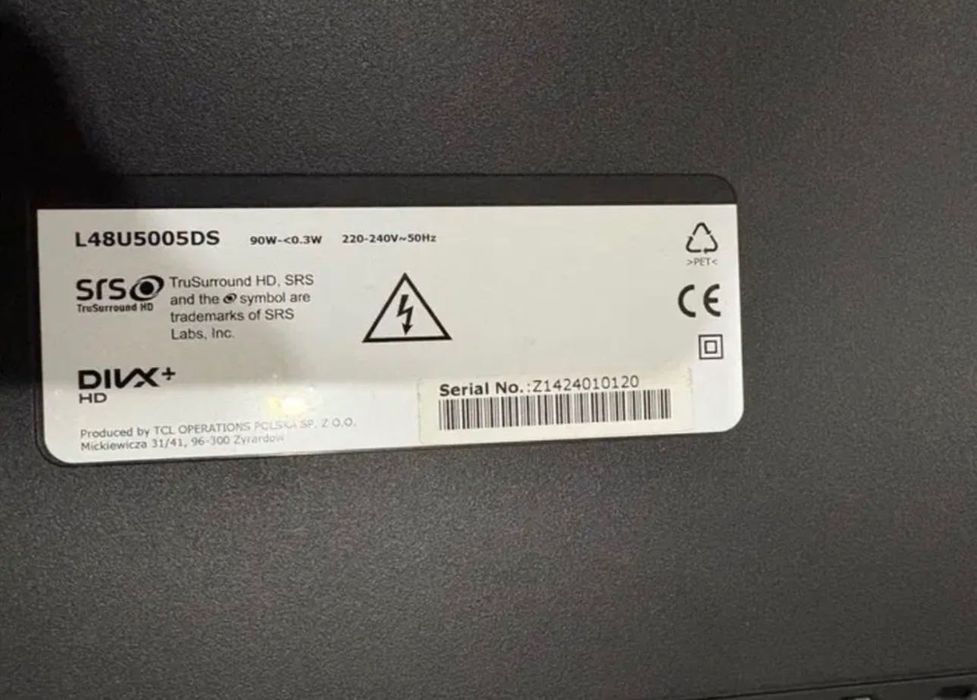 L48U5005DS 90W-<0.3W 220-240V~50Hz
>PET<
SRS
TruSurround HD
TruSurround HD, SRS
and the symbol are
trademarks of SRS
Labs, Inc.
CE
DIVX+
HD
Serial No.:Z1424010120
Produced by TCL OPERATIONS POLSKA SP. Z O.O.
Mickiewicza 31/41, 96-300 Zyrardow